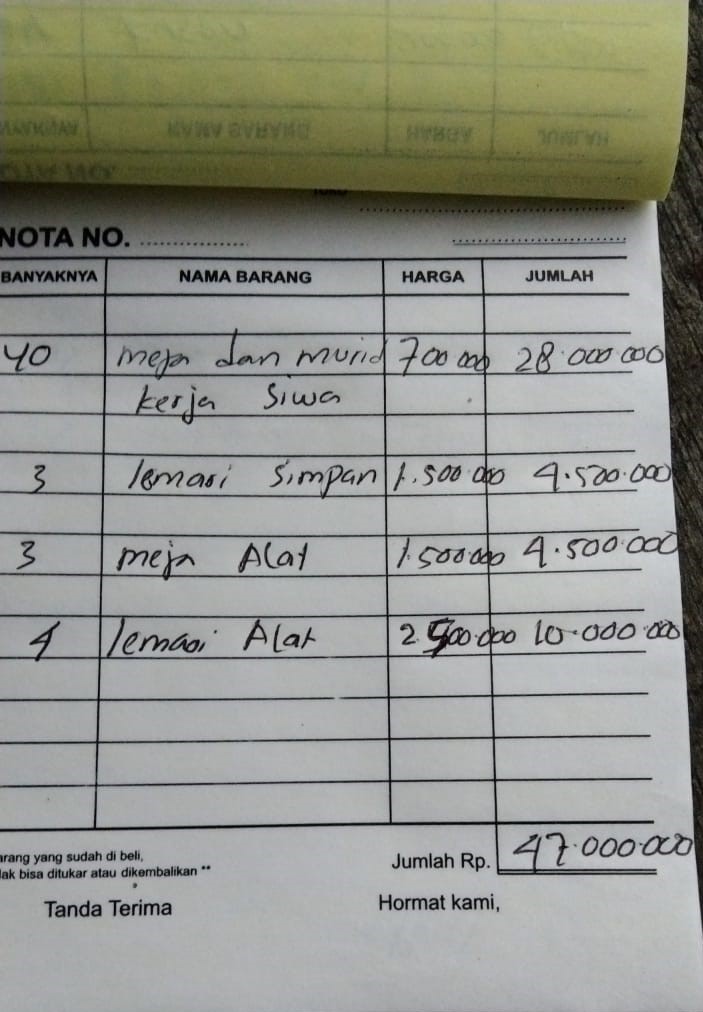 NOTA NO.
BANYAKNYA NAMA BARANG HARGA JUMLAH
40 meja dan murid 700 000 28.000 000
kerja Siwa
3 lemari Simpan 1.500 000 4.500.000
3 meja Alat 1.500.000 4.500.000
4 lemari Alat 2 500.000 10.000.000
arang yang sudah di beli,
dak bisa ditukar atau dikembalikan **
Jumlah Rp. 47.000.000
Tanda Terima Hormat kami,